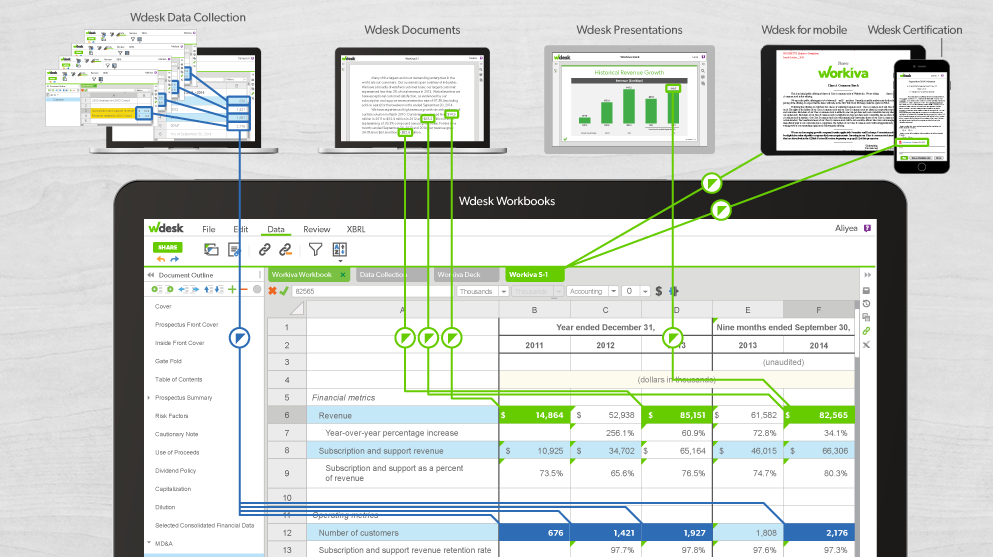 Wdesk Data Collection
Wdesk Documents
Wdesk Presentations
Wdesk for mobile
Wdesk Certification
wdesk
wdesk
Historical Revenue Growth
workiva
Wdesk Workbooks
wdesk File Edit Data Review XBRL Aliyea
SHARE
Document Outline
Workiva Workbook Data Collection Workiva Deck Workiva S-1
82565 Thousands Thousands Accounting 0 $
Cover
Prospectus Front Cover
Inside Front Cover
Gate Fold
Table of Contents
Prospectus Summary
Risk Factors
Cautionary Note
Use of Proceeds
Dividend Policy
Capitalization
Dilution
Selected Consolidated Financial Data
MD&A
A B C D E F
1 Year ended December 31, Nine months ended September 30,
2 2011 2012 2013 2013 2014
3 (unaudited)
4 (dollars in thousands)
5 Financial metrics
6 Revenue $ 14,864 $ 52,938 $ 85,151 $ 61,582 $ 82,565
7 Year-over-year percentage increase 256.1% 60.9% 72.8% 34.1%
8 Subscription and support revenue $ 10,925 $ 34,702 $ 65,164 $ 46,015 $ 66,306
9 Subscription and support as a percent
of revenue 73.5% 65.6% 76.5% 74.7% 80.3%
10
11 Operating metrics
12 Number of customers 676 1,421 1,927 1,808 2,176
13 Subscription and support revenue retention rate 97.7% 97.8% 97.6% 97.3%